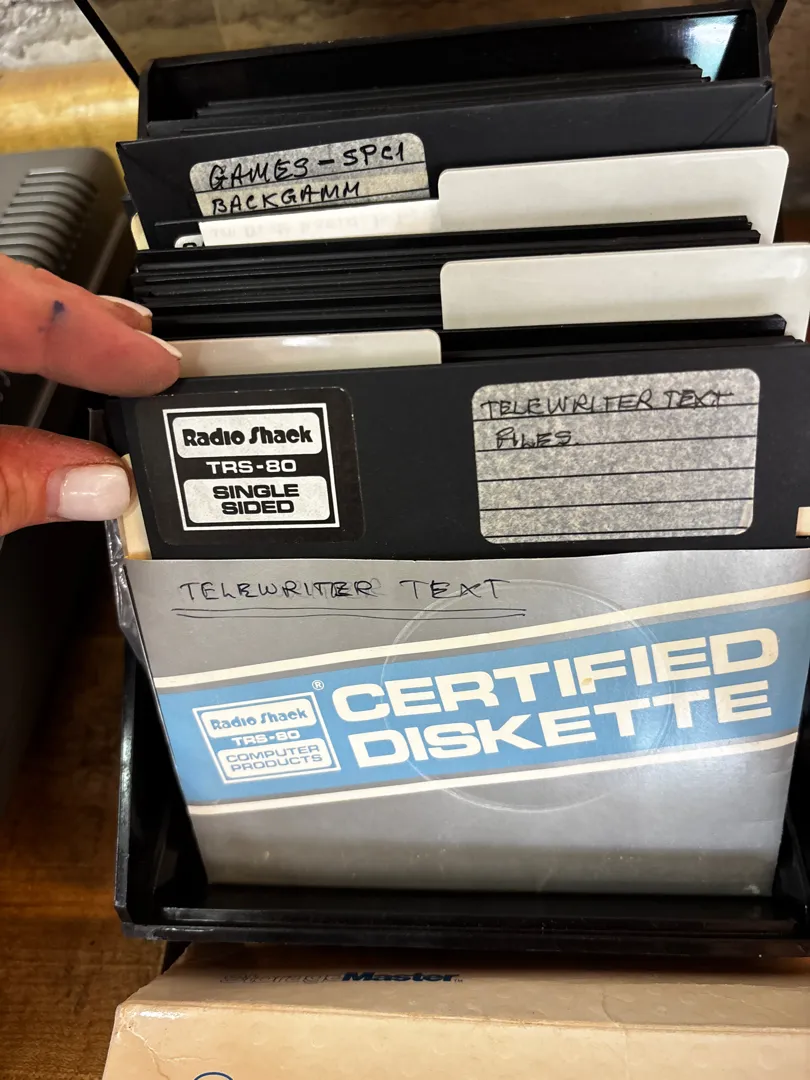 GAMES - SPC1
BACKGAMM
Radio Shack
TRS-80
SINGLE
SIDED
TELEWRITER TEXT
FILES
TELEWRITER TEXT
Radio Shack ®
TRS-80
COMPUTER
PRODUCTS
CERTIFIED
DISKETTE
StorageMaster™